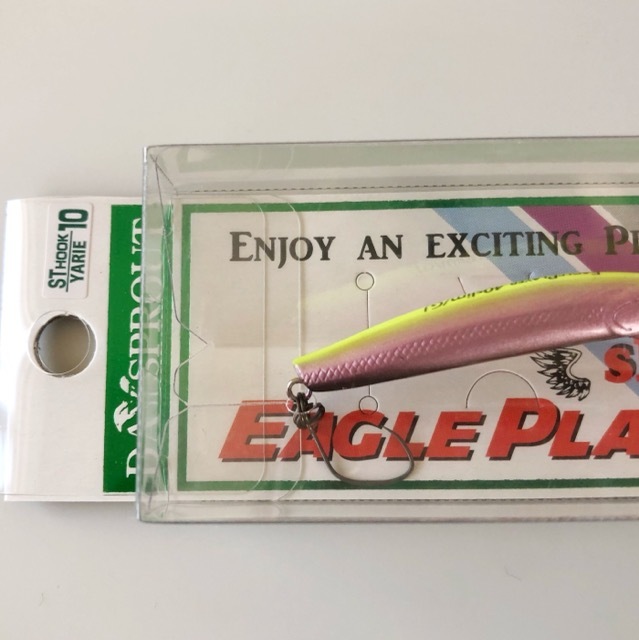 ST HOOK
YARIE
10
DAYSPROUT
ENJOY AN EXCITING
EAGLE PLA